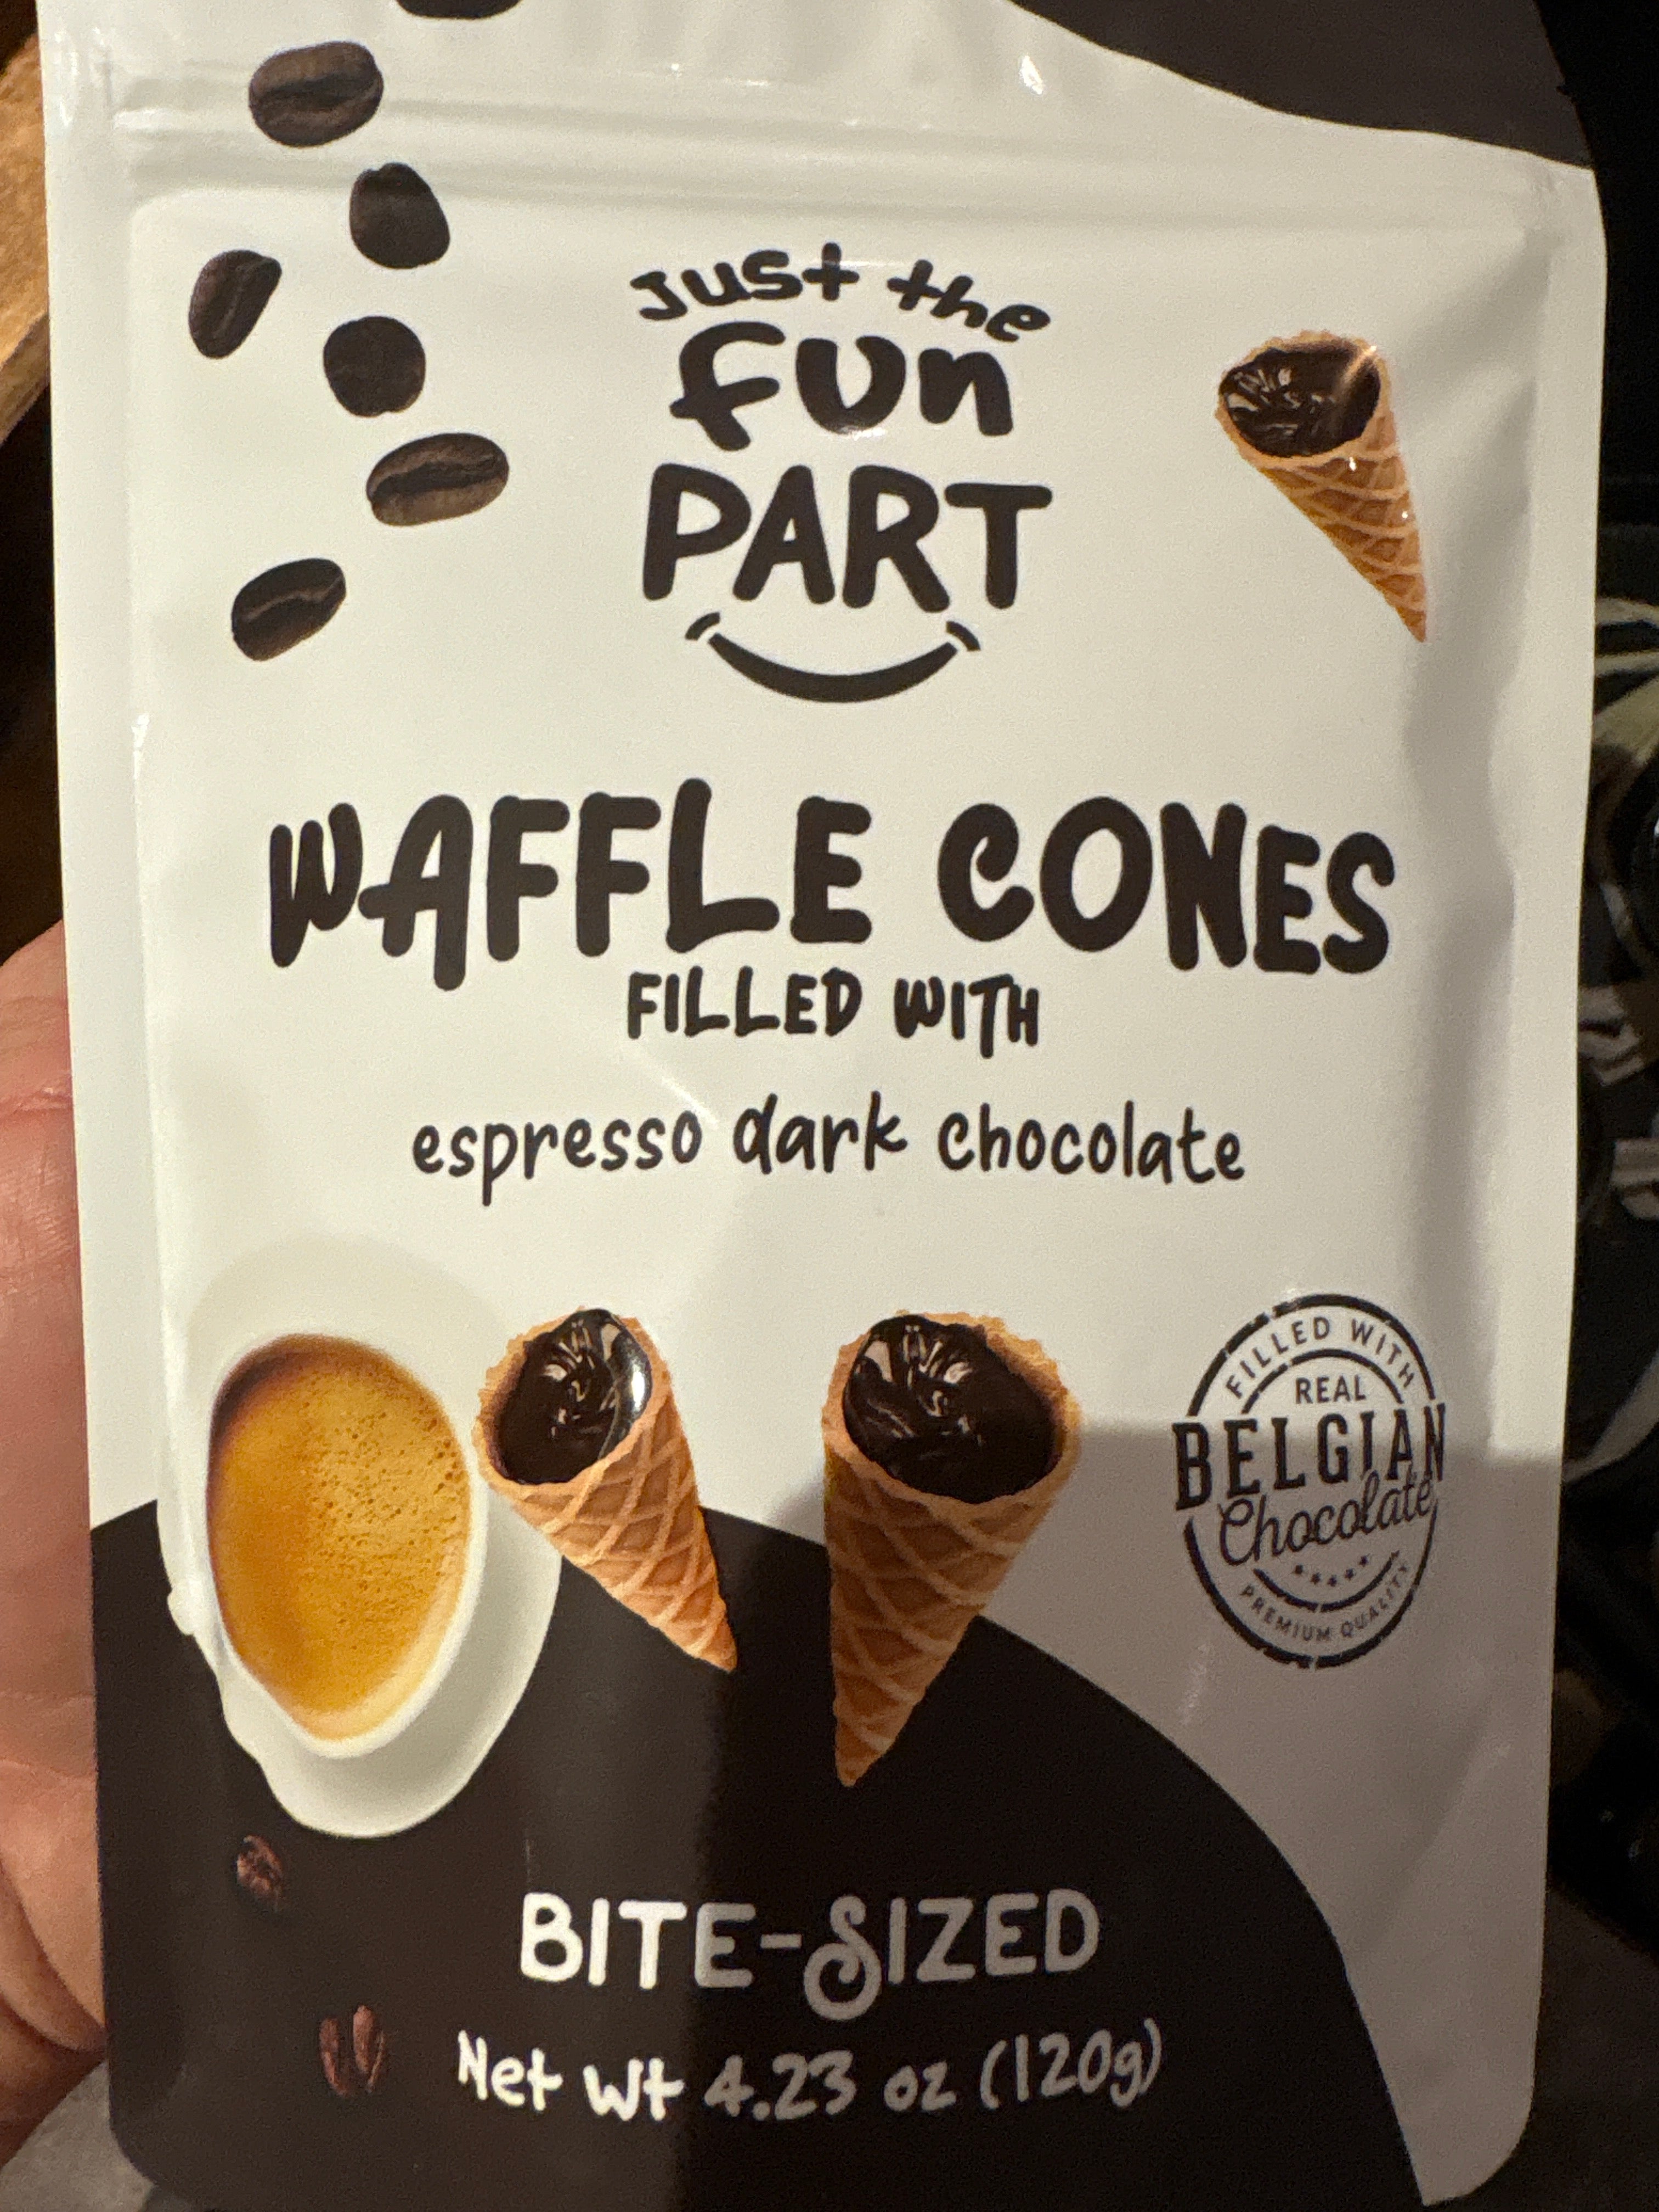 Just the
fun
PART
WAFFLE CONES
FILLED WITH
espresso dark chocolate
FILLED WITH
REAL
BELGIAN
Chocolate
PREMIUM QUALITY
BITE-SIZED
Net Wt 4.23 oz (120g)